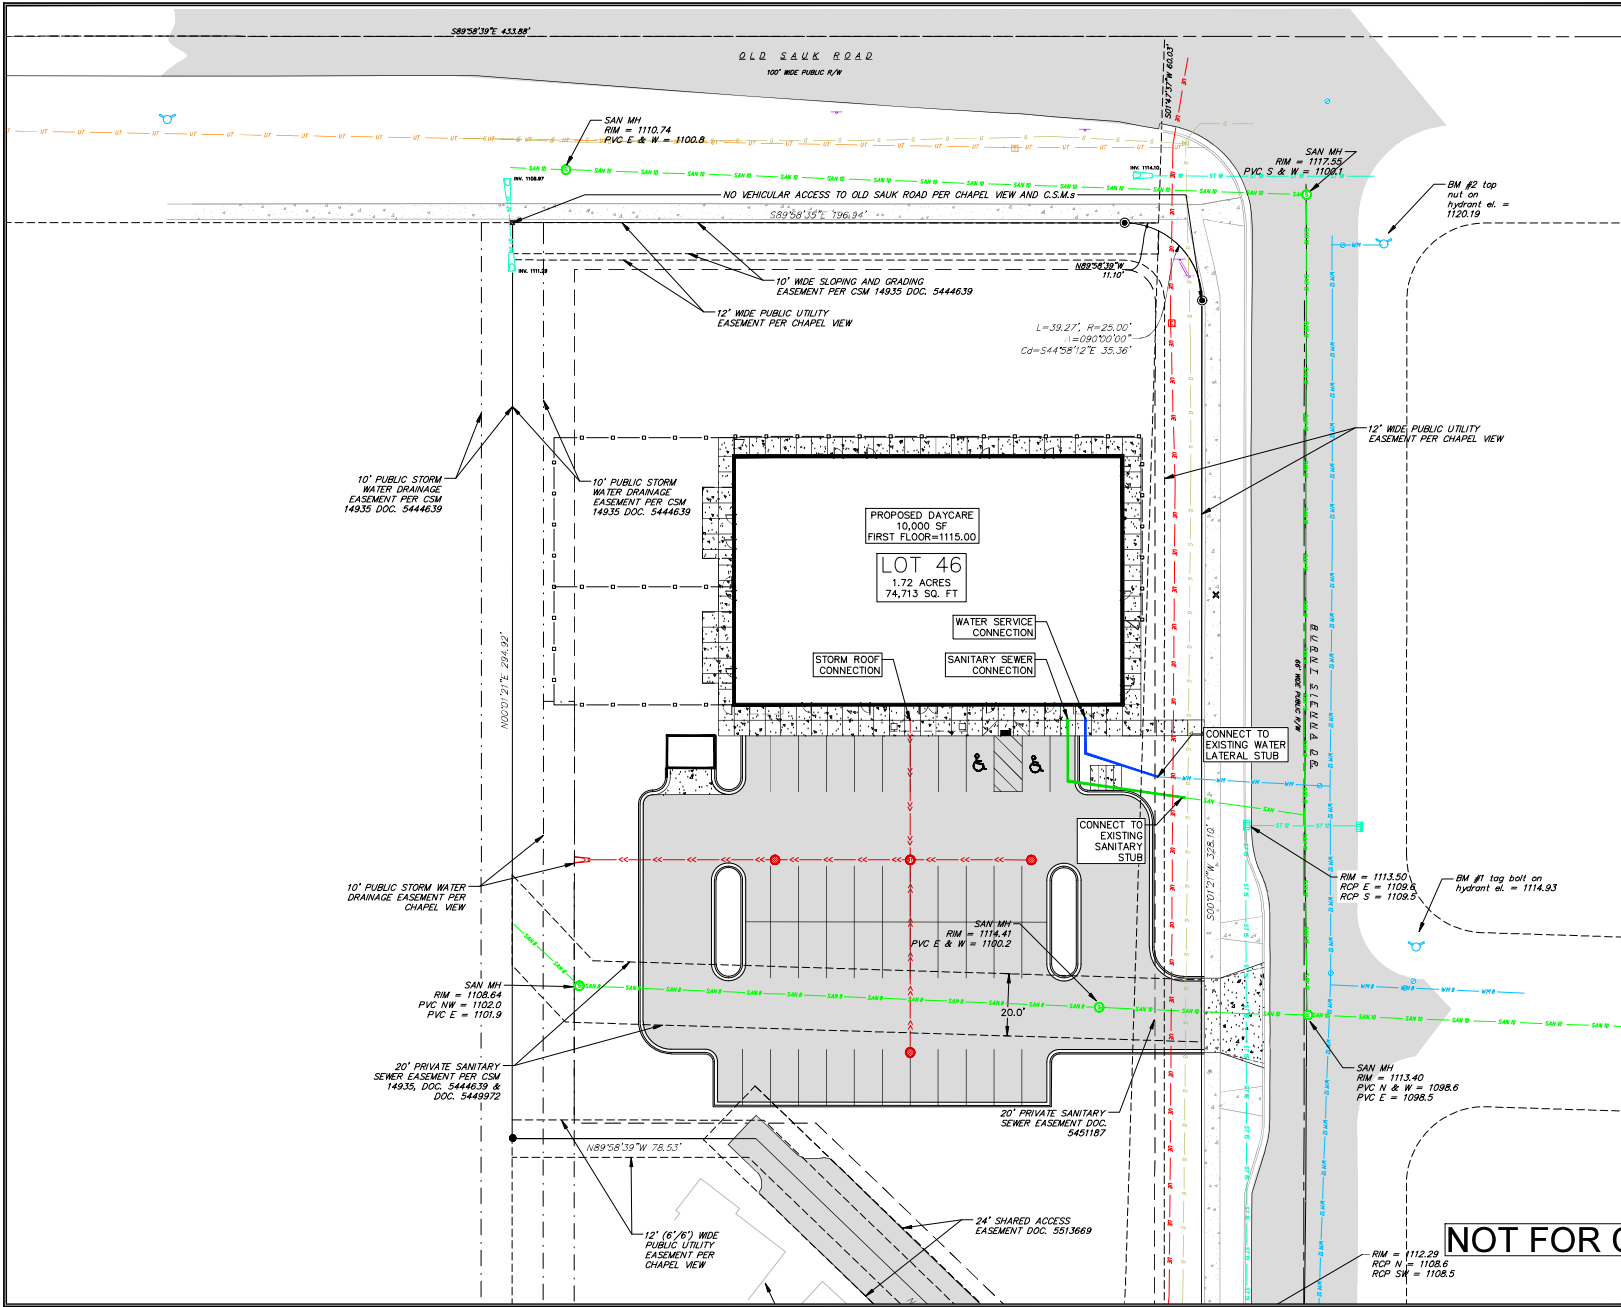 S89°58'39"E 433.88'
OLD SAUK ROAD
100' WIDE PUBLIC R/W
S01°47'37"W 60.03'
SAN MH
RIM = 1110.74
PVC E & W = 1100.8
SAN MH
RIM = 1117.55
PVC S & W = 1100.1
INV. 1108.97
INV. 1114.10
NO VEHICULAR ACCESS TO OLD SAUK ROAD PER CHAPEL VIEW AND C.S.M.s
S89°58'35"E 196.94'
BM #2 top
nut on
hydrant el. =
1120.19
INV. 1111.29
N89°58'39"W
11.10'
10' WIDE SLOPING AND GRADING
EASEMENT PER CSM 14935 DOC. 5444639
12' WIDE PUBLIC UTILITY
EASEMENT PER CHAPEL VIEW
L=39.27', R=25.00'
Δ=090°00'00"
Cd=S44°58'12"E 35.36'
12' WIDE PUBLIC UTILITY
EASEMENT PER CHAPEL VIEW
10' PUBLIC STORM
WATER DRAINAGE
EASEMENT PER CSM
14935 DOC. 5444639
10' PUBLIC STORM
WATER DRAINAGE
EASEMENT PER CSM
14935 DOC. 5444639
PROPOSED DAYCARE
10,000 SF
FIRST FLOOR=1115.00
LOT 46
1.72 ACRES
74,713 SQ. FT
WATER SERVICE
CONNECTION
STORM ROOF
CONNECTION
SANITARY SEWER
CONNECTION
N00°01'21"E 294.92'
BURNT SIENNA DR
66' WIDE PUBLIC R/W
CONNECT TO
EXISTING WATER
LATERAL STUB
CONNECT TO
EXISTING
SANITARY
STUB
S00°01'21"W 328.10'
10' PUBLIC STORM WATER
DRAINAGE EASEMENT PER
CHAPEL VIEW
RIM = 1113.50
RCP E = 1109.6
RCP S = 1109.5
BM #1 tag bolt on
hydrant el. = 1114.93
SAN MH
RIM = 1114.41
PVC E & W = 1100.2
SAN MH
RIM = 1108.64
PVC NW = 1102.0
PVC E = 1101.9
20.0'
20' PRIVATE SANITARY
SEWER EASEMENT PER CSM
14935, DOC. 5444639 &
DOC. 5449972
SAN MH
RIM = 1113.40
PVC N & W = 1098.6
PVC E = 1098.5
20' PRIVATE SANITARY
SEWER EASEMENT DOC.
5451187
N89°58'39"W 78.53'
12' (6'/6') WIDE
PUBLIC UTILITY
EASEMENT PER
CHAPEL VIEW
24' SHARED ACCESS
EASEMENT DOC. 5513669
RIM = 1112.29
RCP N = 1108.6
RCP SW = 1108.5
NOT FOR